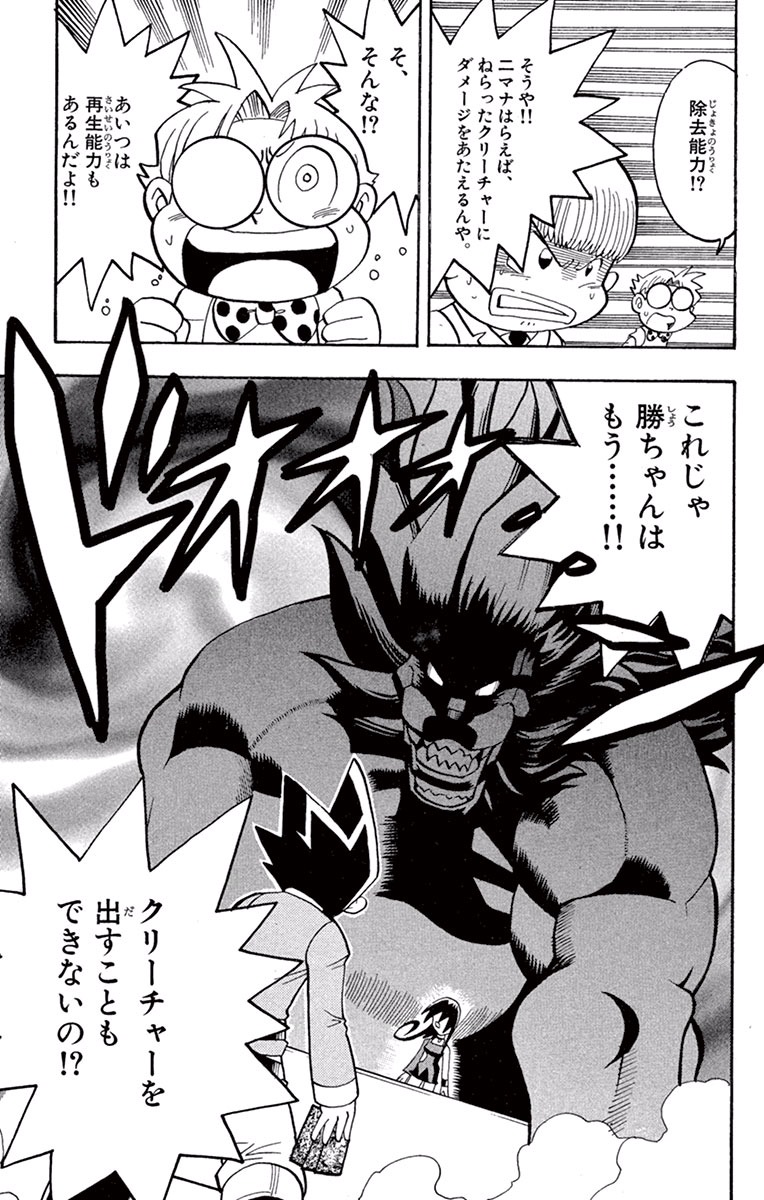 除去能力!?
そうや!!
二マナはらえば、
ねらったクリーチャーに
ダメージをあたえるんや。
そ、
そんな!?
あいつは
再生能力も
あるんだよ!!
これじゃ
勝ちゃんは
もう……!!
ドオオオ
クリーチャーを
出すことも
できないの!?